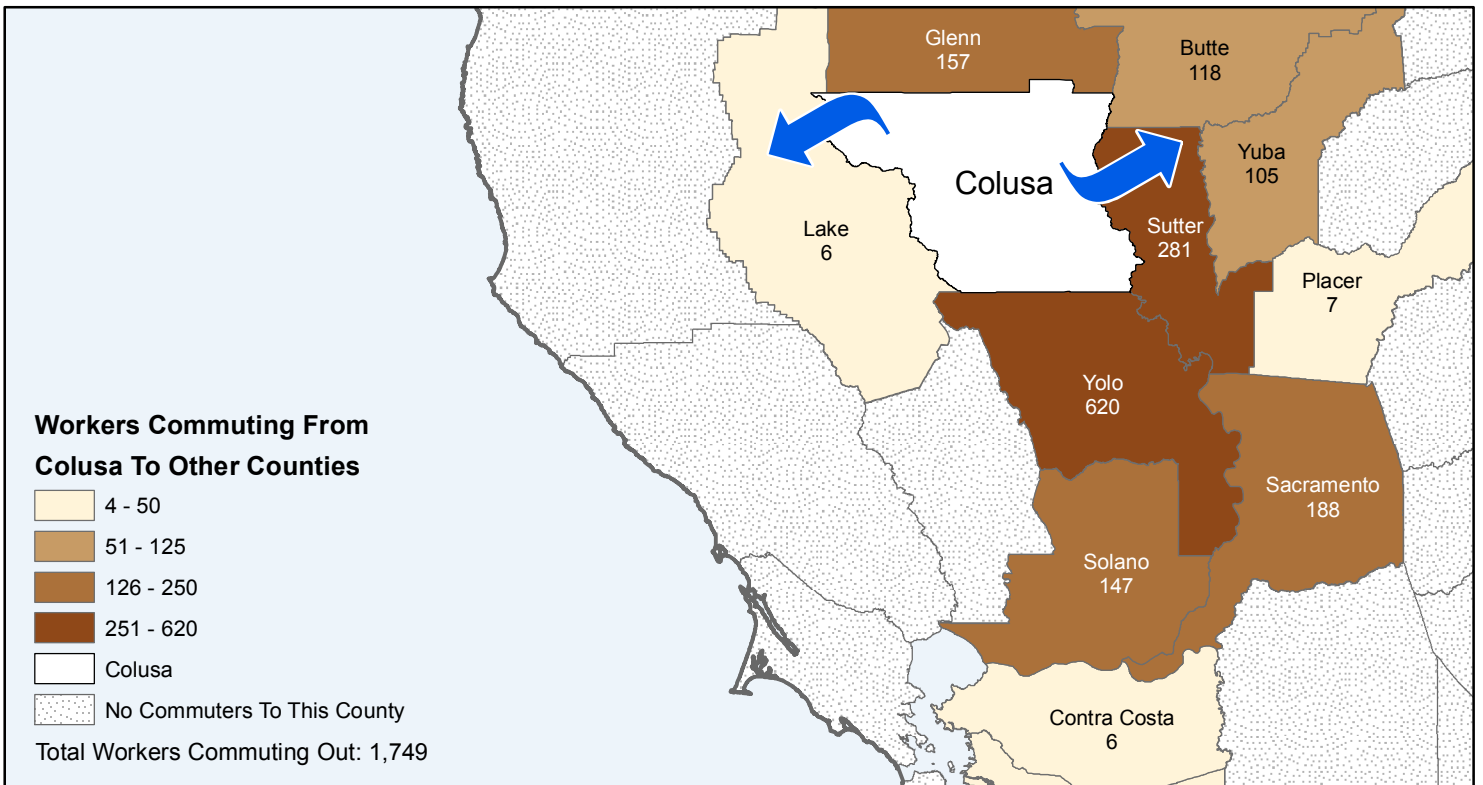 Glenn
157
Butte
118
Yuba
105
Colusa
Lake
6
Sutter
281
Placer
7
Yolo
620
Sacramento
188
Solano
147
Contra Costa
6
Workers Commuting From
Colusa To Other Counties
4 - 50
51 - 125
126 - 250
251 - 620
Colusa
No Commuters To This County
Total Workers Commuting Out: 1,749